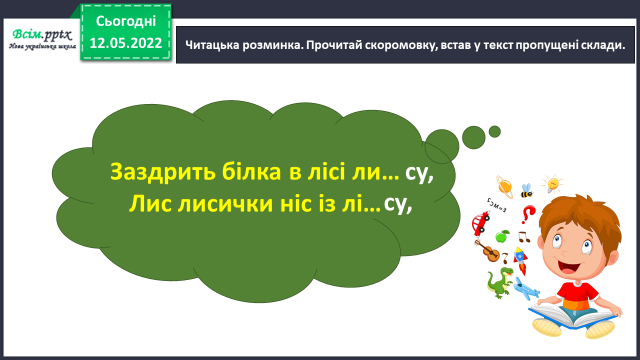 Всім.pptx
Нова українська школа
Сьогодні
12.05.2022
Читацька розминка. Прочитай скоромовку, встав у текст пропущені склади.
Заздрить білка в лісі ли... су,
Лис лисички ніс із лі... су,